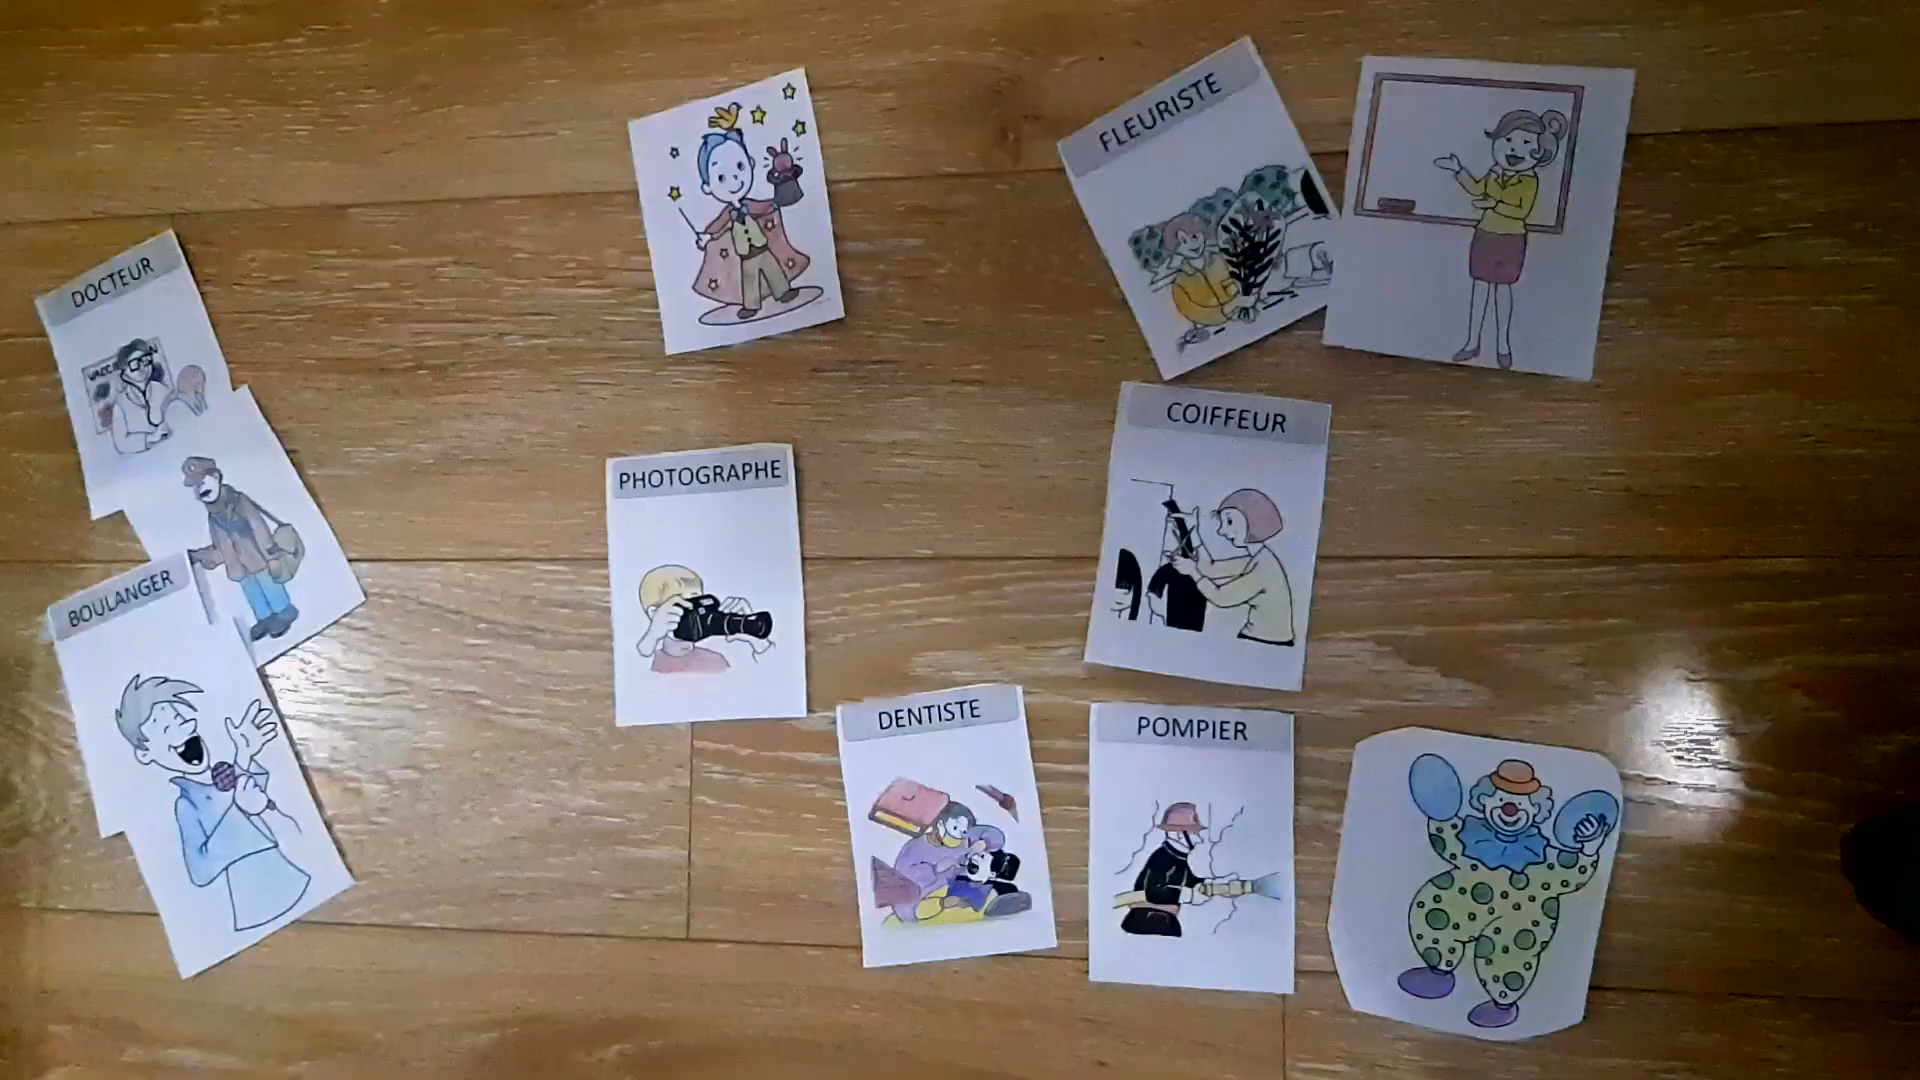 FLEURISTE
DOCTEUR
COIFFEUR
PHOTOGRAPHE
BOULANGER
DENTISTE
POMPIER